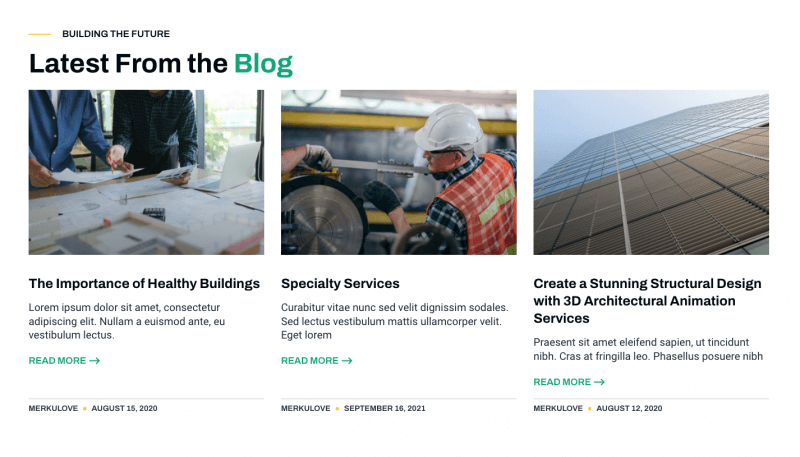 BUILDING THE FUTURE
Latest From the Blog
The Importance of Healthy Buildings
Lorem ipsum dolor sit amet, consectetur
adipiscing elit. Nullam a euismod ante, eu
vestibulum lectus.
READ MORE →
MERKULOVE • AUGUST 15, 2020
Specialty Services
Curabitur vitae nunc sed velit dignissim sodales.
Sed lectus vestibulum mattis ullamcorper velit.
Eget lorem
READ MORE →
MERKULOVE • SEPTEMBER 16, 2021
Create a Stunning Structural Design
with 3D Architectural Animation
Services
Praesent sit amet eleifend sapien, ut tincidunt
nibh. Cras at fringilla leo. Phasellus posuere nibh
READ MORE →
MERKULOVE • AUGUST 12, 2020